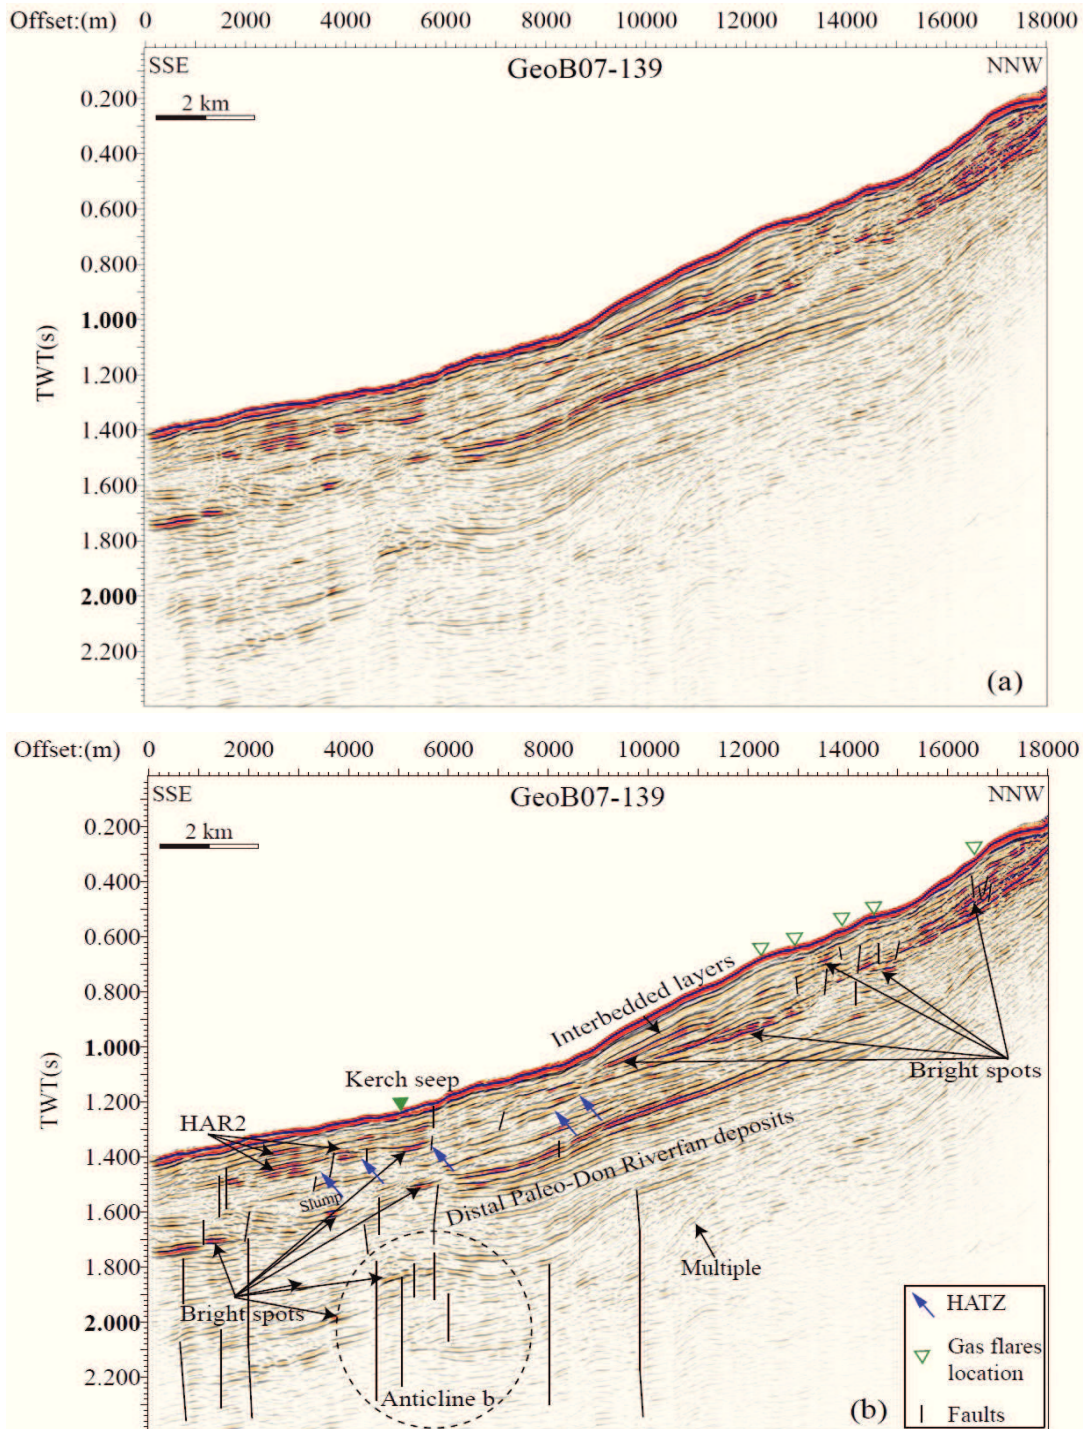 Offset:(m) 0 2000 4000 6000 8000 10000 12000 14000 16000 18000
SSE GeoB07-139 NNW
2 km
0.200
0.400
0.600
0.800
1.000
1.200
1.400
1.600
1.800
2.000
2.200
TWT(s)
(a)
Offset:(m) 0 2000 4000 6000 8000 10000 12000 14000 16000 18000
SSE GeoB07-139 NNW
2 km
0.200
0.400
0.600
0.800
1.000
1.200
1.400
1.600
1.800
2.000
2.200
TWT(s)
Interbedded layers
Kerch seep
Bright spots
HAR2
Slump
Distal Paleo-Don Riverfan deposits
Multiple
Bright spots
Anticline b
(b)
HATZ
Gas flares
location
Faults